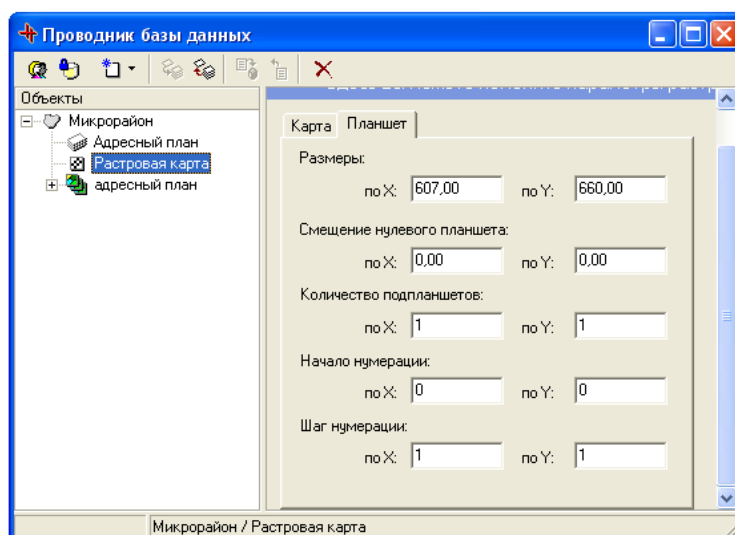 Проводник базы данных
Объекты
Микрорайон
Адресный план
Растровая карта
адресный план
Карта Планшет
Размеры:
по X: 607,00 по Y: 660,00
Смещение нулевого планшета:
по X: 0,00 по Y: 0,00
Количество подпланшетов:
по X: 1 по Y: 1
Начало нумерации:
по X: 0 по Y: 0
Шаг нумерации:
по X: 1 по Y: 1
Микрорайон / Растровая карта